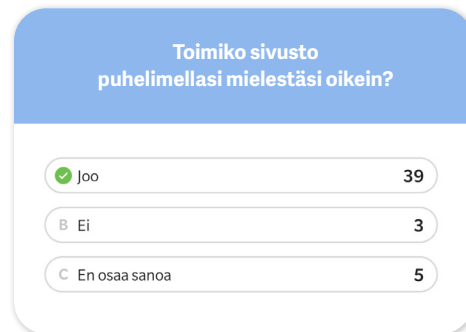 Toimiko sivusto
puhelimellasi mielestäsi oikein?
Joo 39
B Ei 3
C En osaa sanoa 5